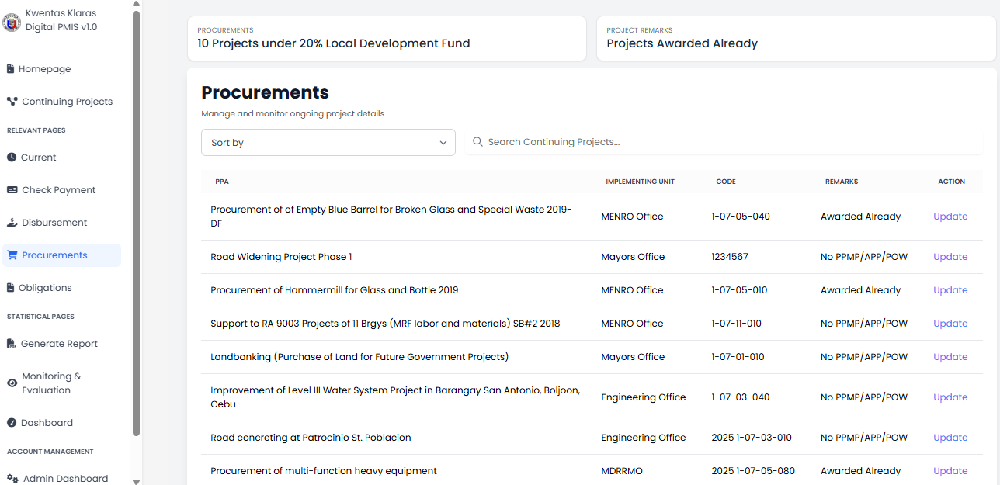 Kwentas Klaras
Digital PMIS v1.0
Homepage
Continuing Projects
RELEVANT PAGES
Current
Check Payment
Disbursement
Procurements
Obligations
STATISTICAL PAGES
Generate Report
Monitoring &
Evaluation
Dashboard
ACCOUNT MANAGEMENT
Admin Dashboard
PROCUREMENTS
10 Projects under 20% Local Development Fund
PROJECT REMARKS
Projects Awarded Already
Procurements
Manage and monitor ongoing project details
Sort by
Search Continuing Projects...
PPA IMPLEMENTING UNIT CODE REMARKS ACTION
Procurement of of Empty Blue Barrel for Broken Glass and Special Waste 2019-
DF
MENRO Office 1-07-05-040 Awarded Already Update
Road Widening Project Phase 1 Mayors Office 1234567 No PPMP/APP/POW Update
Procurement of Hammermill for Glass and Bottle 2019 MENRO Office 1-07-05-010 Awarded Already Update
Support to RA 9003 Projects of 11 Brgys (MRF labor and materials) SB#2 2018 MENRO Office 1-07-11-010 No PPMP/APP/POW Update
Landbanking (Purchase of Land for Future Government Projects) Mayors Office 1-07-01-010 No PPMP/APP/POW Update
Improvement of Level III Water System Project in Barangay San Antonio, Boljoon,
Cebu
Engineering Office 1-07-03-040 No PPMP/APP/POW Update
Road concreting at Patrocinio St. Poblacion Engineering Office 2025 1-07-03-010 No PPMP/APP/POW Update
Procurement of multi-function heavy equipment MDRRMO 2025 1-07-05-080 Awarded Already Update